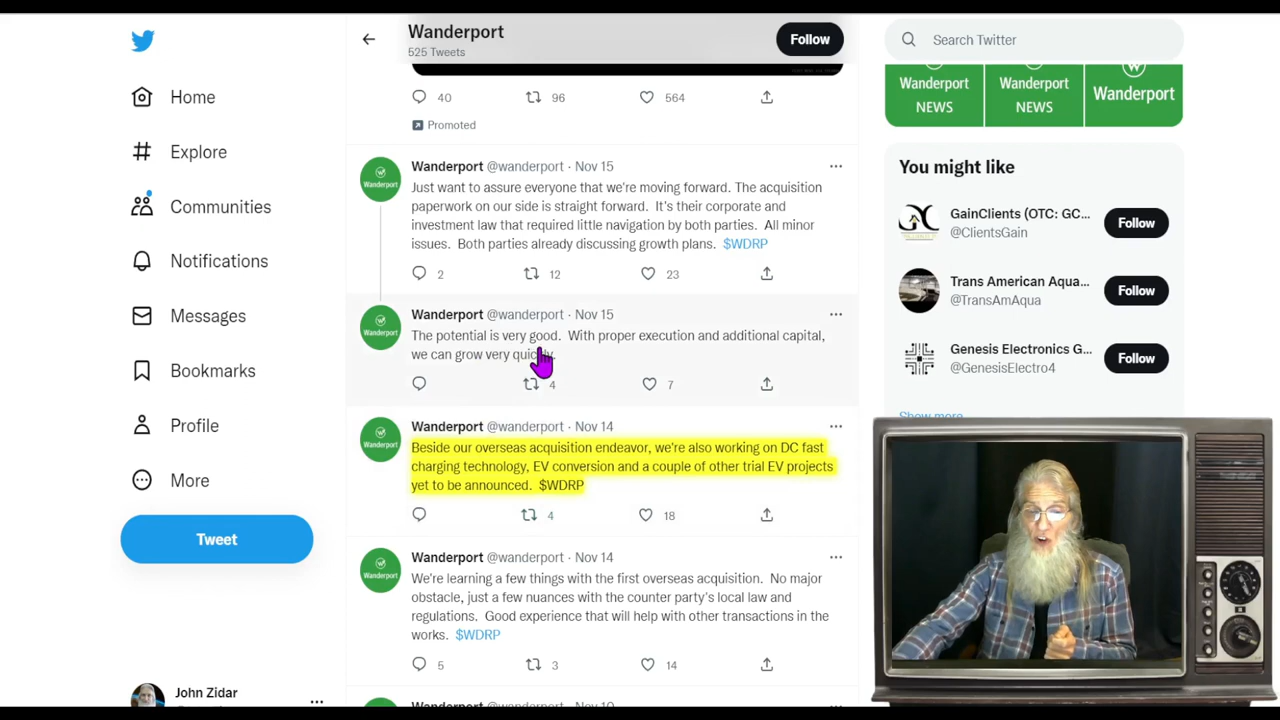 Wanderport
525 Tweets
Follow
Search Twitter
Home
Explore
Communities
Notifications
Messages
Bookmarks
Profile
More
Tweet
John Zidar
40 96 564
Promoted
Wanderport @wanderport · Nov 15
Just want to assure everyone that we're moving forward. The acquisition
paperwork on our side is straight forward. It's their corporate and
investment law that required little navigation by both parties. All minor
issues. Both parties already discussing growth plans. $WDRP
2 12 23
Wanderport @wanderport · Nov 15
The potential is very good. With proper execution and additional capital,
we can grow very quickly.
4 7
Wanderport @wanderport · Nov 14
Beside our overseas acquisition endeavor, we're also working on DC fast
charging technology, EV conversion and a couple of other trial EV projects
yet to be announced. $WDRP
4 18
Wanderport @wanderport · Nov 14
We're learning a few things with the first overseas acquisition. No major
obstacle, just a few nuances with the counter party's local law and
regulations. Good experience that will help with other transactions in the
works. $WDRP
5 3 14
Wanderport
Wanderport
Wanderport
Wanderport
Wanderport NEWS
Wanderport NEWS
Wanderport
You might like
GainClients (OTC: GC...
@ClientsGain
Follow
Trans American Aqua...
@TransAmAqua
Follow
Genesis Electronics G...
@GenesisElectro4
Follow
Show more